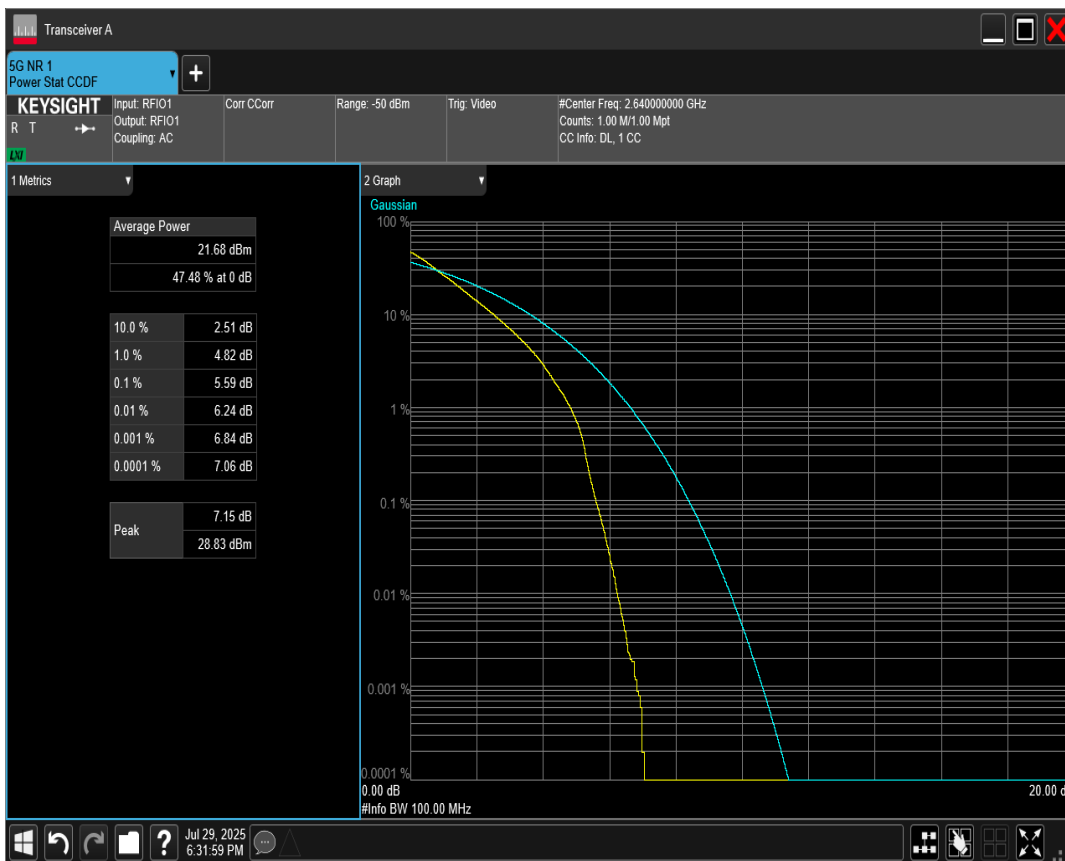 Transceiver A
5G NR 1
Power Stat CCDF
+
KEYSIGHT
R T
LXI
Input: RFIO1
Output: RFIO1
Coupling: AC
Corr CCorr
Range: -50 dBm
Trig: Video
#Center Freq: 2.640000000 GHz
Counts: 1.00 M/1.00 Mpt
CC Info: DL, 1 CC
1 Metrics
Average Power
21.68 dBm
47.48 % at 0 dB
10.0 % 2.51 dB
1.0 % 4.82 dB
0.1 % 5.59 dB
0.01 % 6.24 dB
0.001 % 6.84 dB
0.0001 % 7.06 dB
Peak 7.15 dB
28.83 dBm
2 Graph
Gaussian
100 %
10 %
1 %
0.1 %
0.01 %
0.001 %
0.0001 %
0.00 dB
20.00 d
#Info BW 100.00 MHz
?
Jul 29, 2025
6:31:59 PM